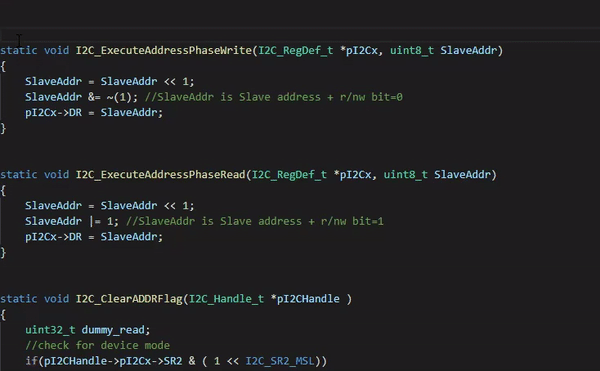 static void I2C_ExecuteAddressPhaseWrite(I2C_RegDef_t *pI2Cx, uint8_t SlaveAddr)
{
    SlaveAddr = SlaveAddr << 1;
    SlaveAddr &= ~(1); //SlaveAddr is Slave address + r/nw bit=0
    pI2Cx->DR = SlaveAddr;
}
static void I2C_ExecuteAddressPhaseRead(I2C_RegDef_t *pI2Cx, uint8_t SlaveAddr)
{
    SlaveAddr = SlaveAddr << 1;
    SlaveAddr |= 1; //SlaveAddr is Slave address + r/nw bit=1
    pI2Cx->DR = SlaveAddr;
}
static void I2C_ClearADDRFlag(I2C_Handle_t *pI2CHandle )
{
    uint32_t dummy_read;
    //check for device mode
    if(pI2CHandle->pI2Cx->SR2 & ( 1 << I2C_SR2_MSL))